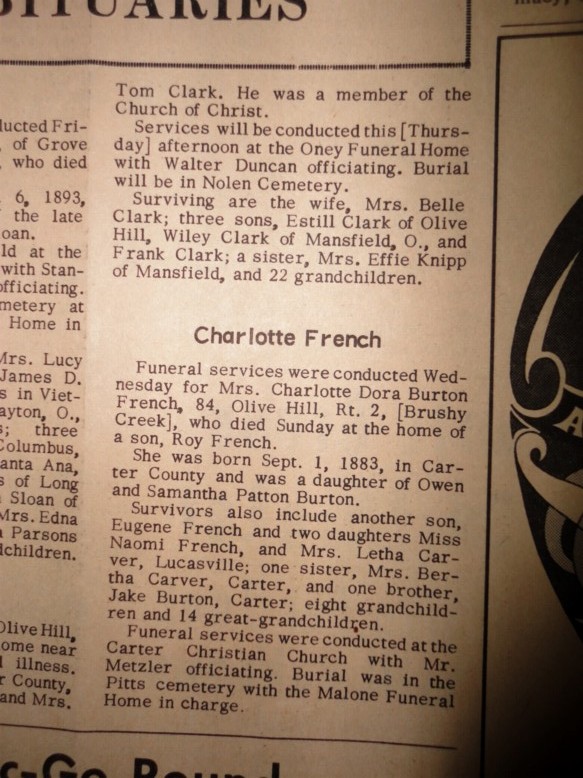 OBITUARIES
ducted Fri-
, of Grove
, who died
6, 1893,
the late
loan.
ld at the
with Stan-
officiating.
metery at
Home in
Mrs. Lucy
James D.
s in Viet-
ayton, O.,
s; three
Columbus,
anta Ana,
s of Long
Sloan of
Mrs. Edna
Parsons
dchildren.
Olive Hill,
ome near
l illness.
r County,
and Mrs.
Tom Clark. He was a member of the
Church of Christ.
Services will be conducted this [Thurs-
day] afternoon at the Oney Funeral Home
with Walter Duncan officiating. Burial
will be in Nolen Cemetery.
Surviving are the wife, Mrs. Belle
Clark; three sons, Estill Clark of Olive
Hill, Wiley Clark of Mansfield, O., and
Frank Clark; a sister, Mrs. Effie Knipp
of Mansfield, and 22 grandchildren.
Charlotte French
Funeral services were conducted Wed-
nesday for Mrs. Charlotte Dora Burton
French, 84, Olive Hill, Rt. 2, [Brushy
Creek], who died Sunday at the home of
a son, Roy French.
She was born Sept. 1, 1883, in Car-
ter County and was a daughter of Owen
and Samantha Patton Burton.
Survivors also include another son,
Eugene French and two daughters Miss
Naomi French, and Mrs. Letha Car-
ver, Lucasville; one sister, Mrs. Ber-
tha Carver, Carter, and one brother,
Jake Burton, Carter; eight grandchild-
ren and 14 great-grandchildren.
Funeral services were conducted at the
Carter Christian Church with Mr.
Metzler officiating. Burial was in the
Pitts cemetery with the Malone Funeral
Home in charge.
c-Go Round